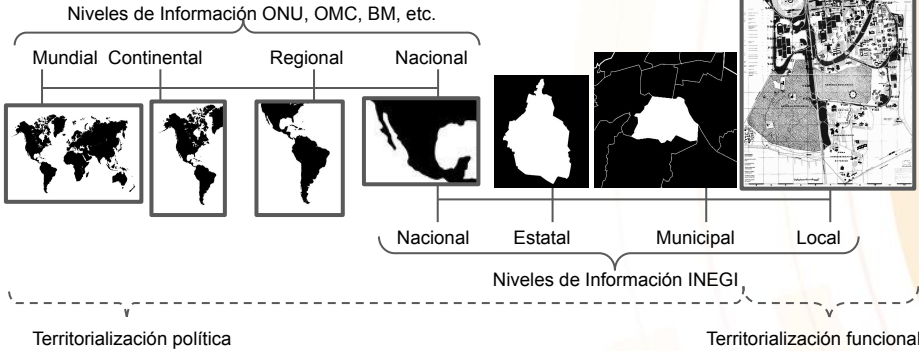 Niveles de Información ONU, OMC, BM, etc.
Mundial Continental Regional Nacional
Nacional Estatal Municipal Local
Niveles de Información INEGI
Territorialización política Territorialización funcional